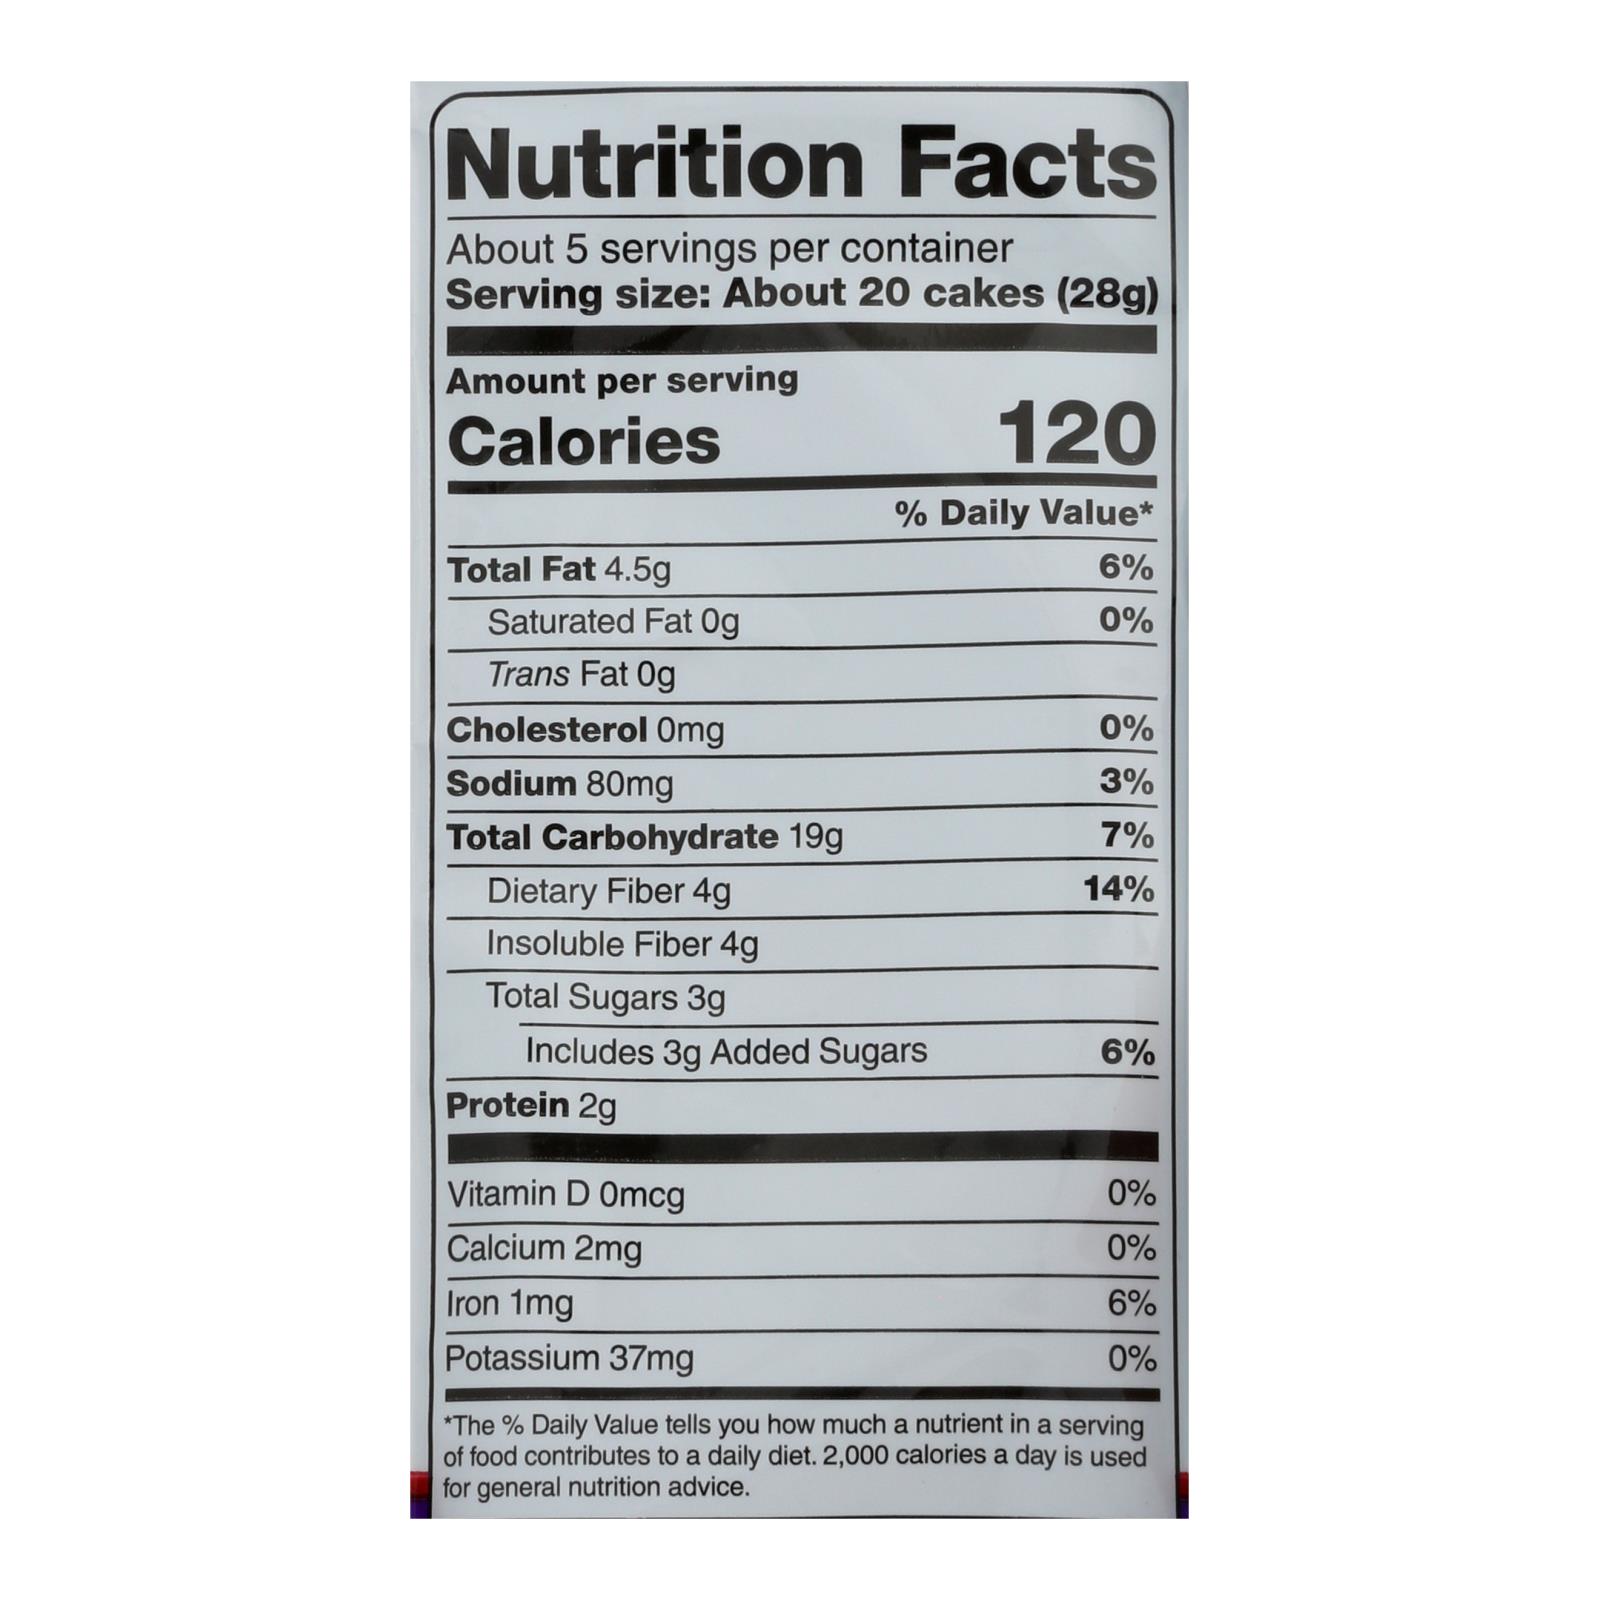 Nutrition Facts
About 5 servings per container
Serving size: About 20 cakes (28g)
Amount per serving
Calories 120
% Daily Value*
Total Fat 4.5g 6%
Saturated Fat 0g 0%
Trans Fat 0g
Cholesterol 0mg 0%
Sodium 80mg 3%
Total Carbohydrate 19g 7%
Dietary Fiber 4g 14%
Insoluble Fiber 4g
Total Sugars 3g
Includes 3g Added Sugars 6%
Protein 2g
Vitamin D 0mcg 0%
Calcium 2mg 0%
Iron 1mg 6%
Potassium 37mg 0%
*The % Daily Value tells you how much a nutrient in a serving
of food contributes to a daily diet. 2,000 calories a day is used
for general nutrition advice.